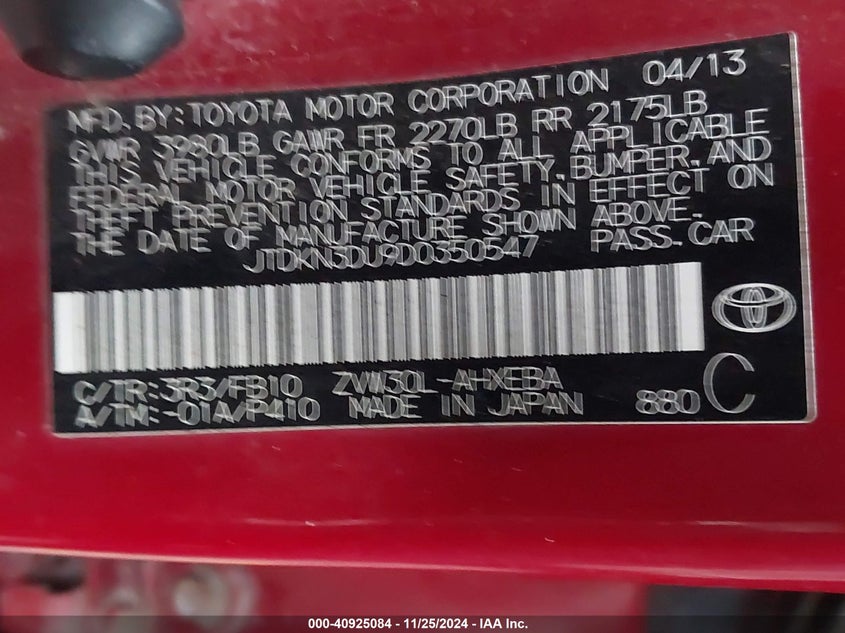 MFD. BY: TOYOTA MOTOR CORPORATION 04/13
GVWR 3980LB GAWR FR 2270LB RR 2175LB
THIS VEHICLE CONFORMS TO ALL APPLICABLE
FEDERAL MOTOR VEHICLE SAFETY, BUMPER, AND
THEFT PREVENTION STANDARDS IN EFFECT ON
THE DATE OF MANUFACTURE SHOWN ABOVE.
JTDKN3DU9D0350547 PASS. CAR
C/TR: 3R3/FB10 ZVW30L-AHXEBA
A/TM: -01A/P410 MADE IN JAPAN 880 C
000-40925084 - 11/25/2024 - IAA Inc.